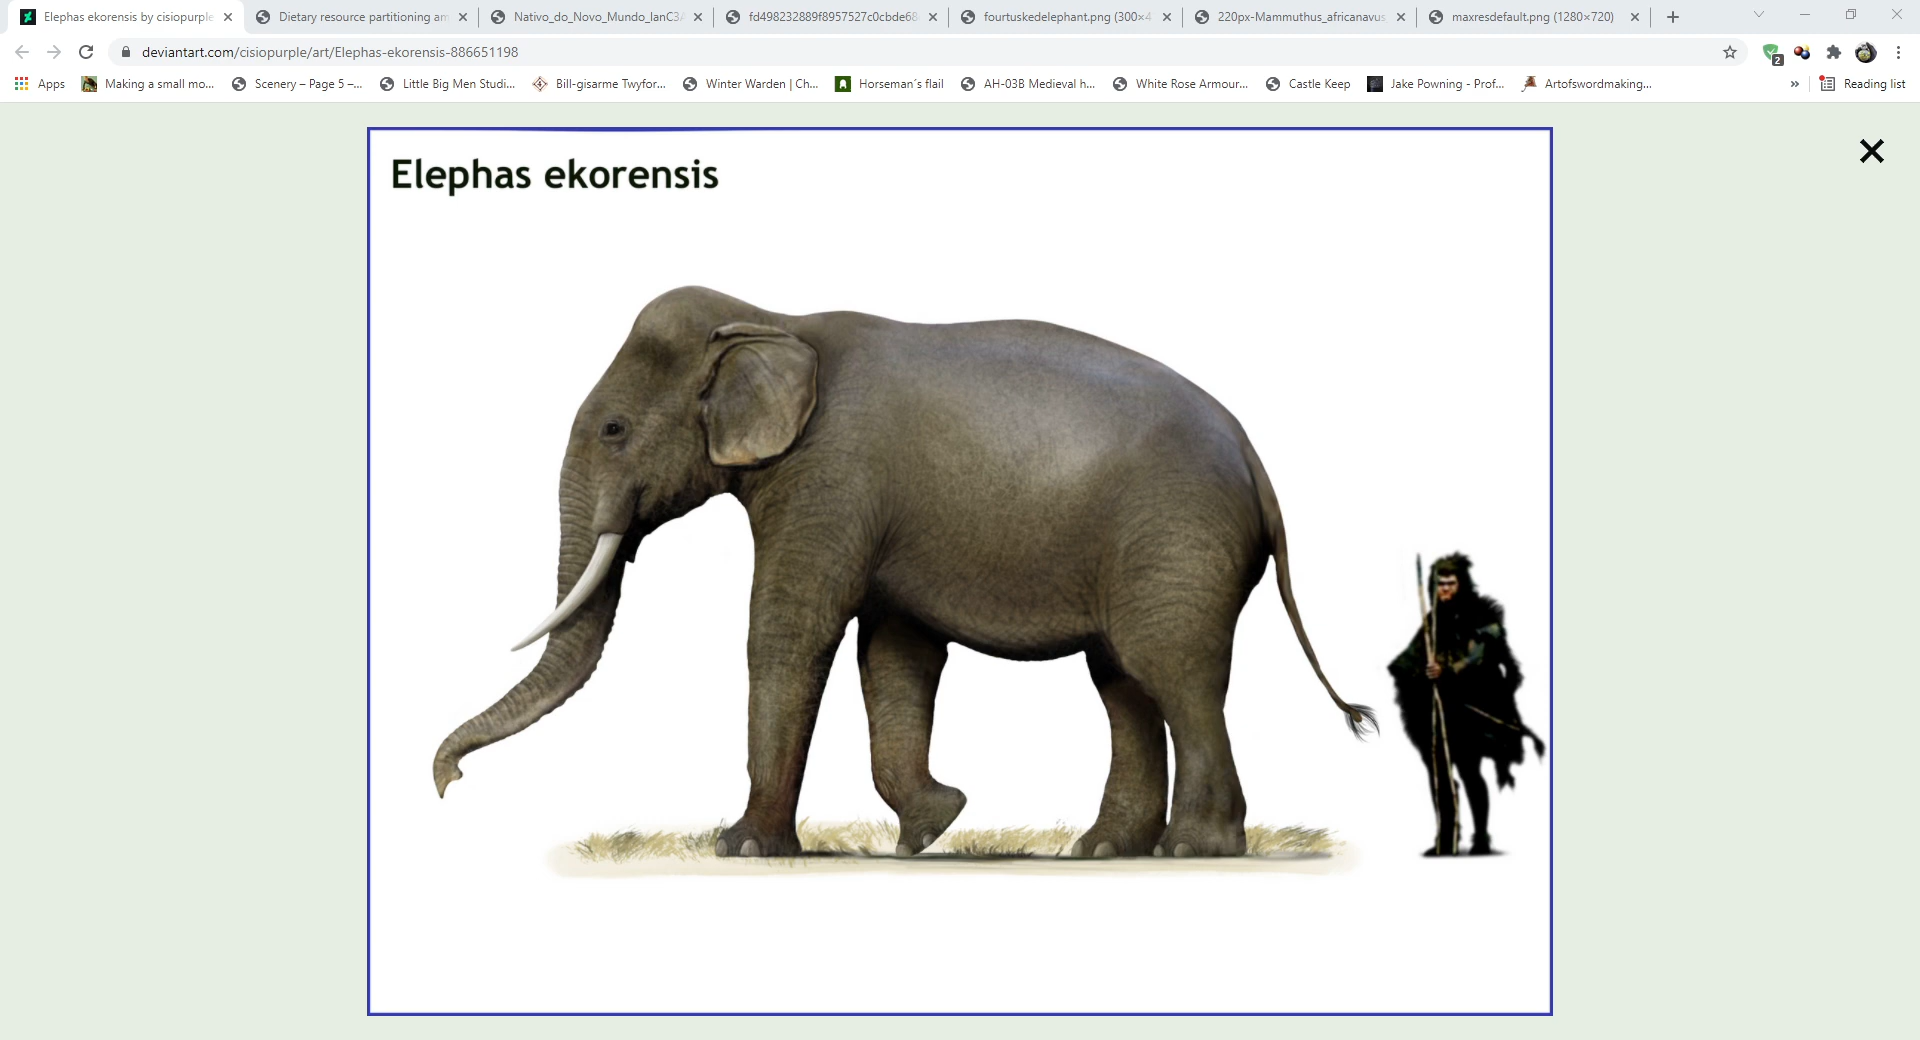 Elephas ekorensis by cisiopurple
Dietary resource partitioning an
Nativo_do_Novo_Mundo_lanC3A
fd498232889f8957527c0cbde68
fourtuskedelephant.png (300×4
220px-Mammuthus_africanavus
maxresdefault.png (1280×720)
deviantart.com/cisiopurple/art/Elephas-ekorensis-886651198
2
Apps
Making a small mo...
Scenery – Page 5 –...
Little Big Men Studi...
Bill-gisarme Twyfor...
Winter Warden | Ch...
Horseman´s flail
AH-03B Medieval h...
White Rose Armour...
Castle Keep
Jake Powning - Prof...
Artofswordmaking...
»
Reading list
Elephas ekorensis